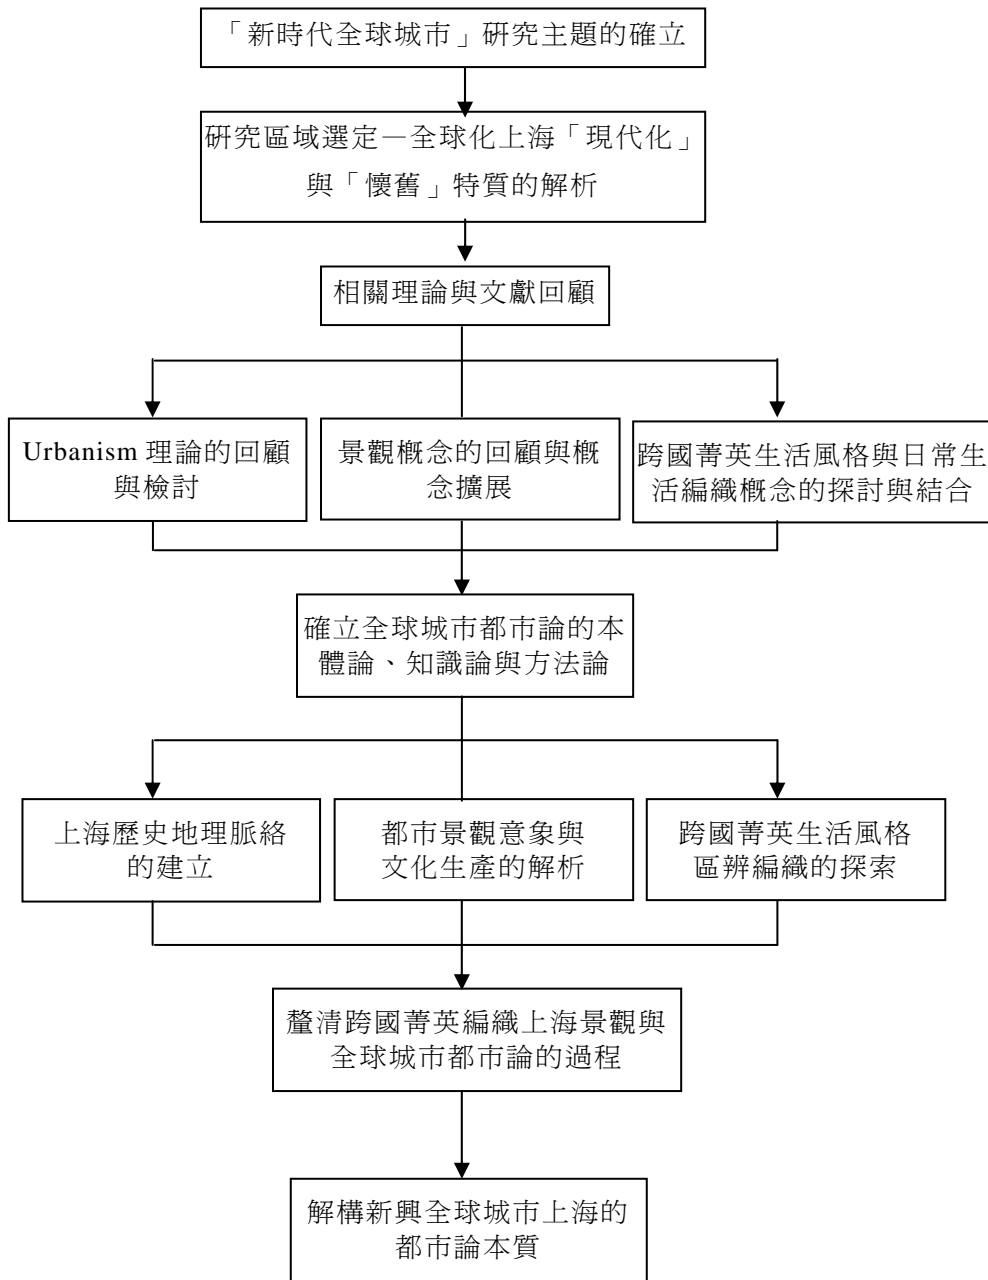 「新時代全球城市」研究主題的確立
研究區域選定—全球化上海「現代化」
與「懷舊」特質的解析
相關理論與文獻回顧
Urbanism 理論的回顧
與檢討
景觀概念的回顧與概
念擴展
跨國菁英生活風格與日常生
活編織概念的探討與結合
確立全球城市都市論的本
體論、知識論與方法論
上海歷史地理脈絡
的建立
都市景觀意象與
文化生產的解析
跨國菁英生活風格
區辨編織的探索
釐清跨國菁英編織上海景觀與
全球城市都市論的過程
解構新興全球城市上海的
都市論本質